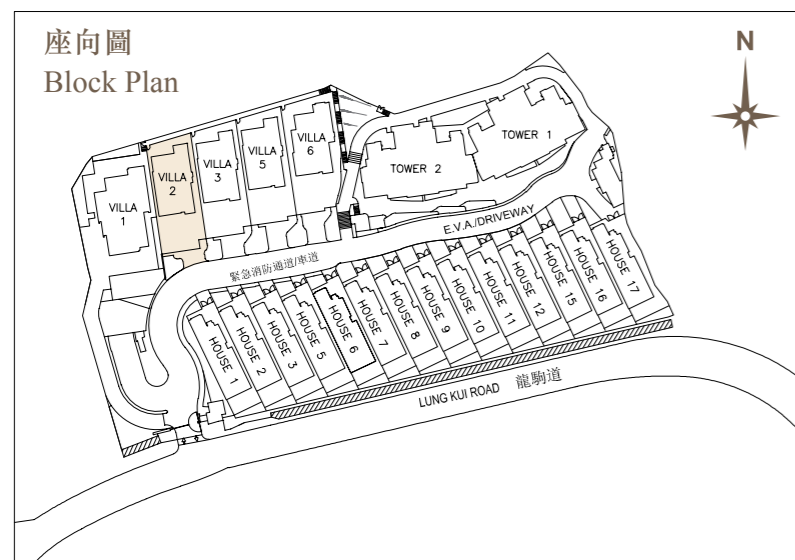 座向圖
Block Plan
N
VILLA
1
VILLA
2
VILLA
3
VILLA
5
VILLA
6
TOWER 2
TOWER 1
E.V.A./DRIVEWAY
緊急消防通道/車道
HOUSE 1
HOUSE 2
HOUSE 3
HOUSE 5
HOUSE 6
HOUSE 7
HOUSE 8
HOUSE 9
HOUSE 10
HOUSE 11
HOUSE 12
HOUSE 15
HOUSE 16
HOUSE 17
LUNG KUI ROAD 龍駒道